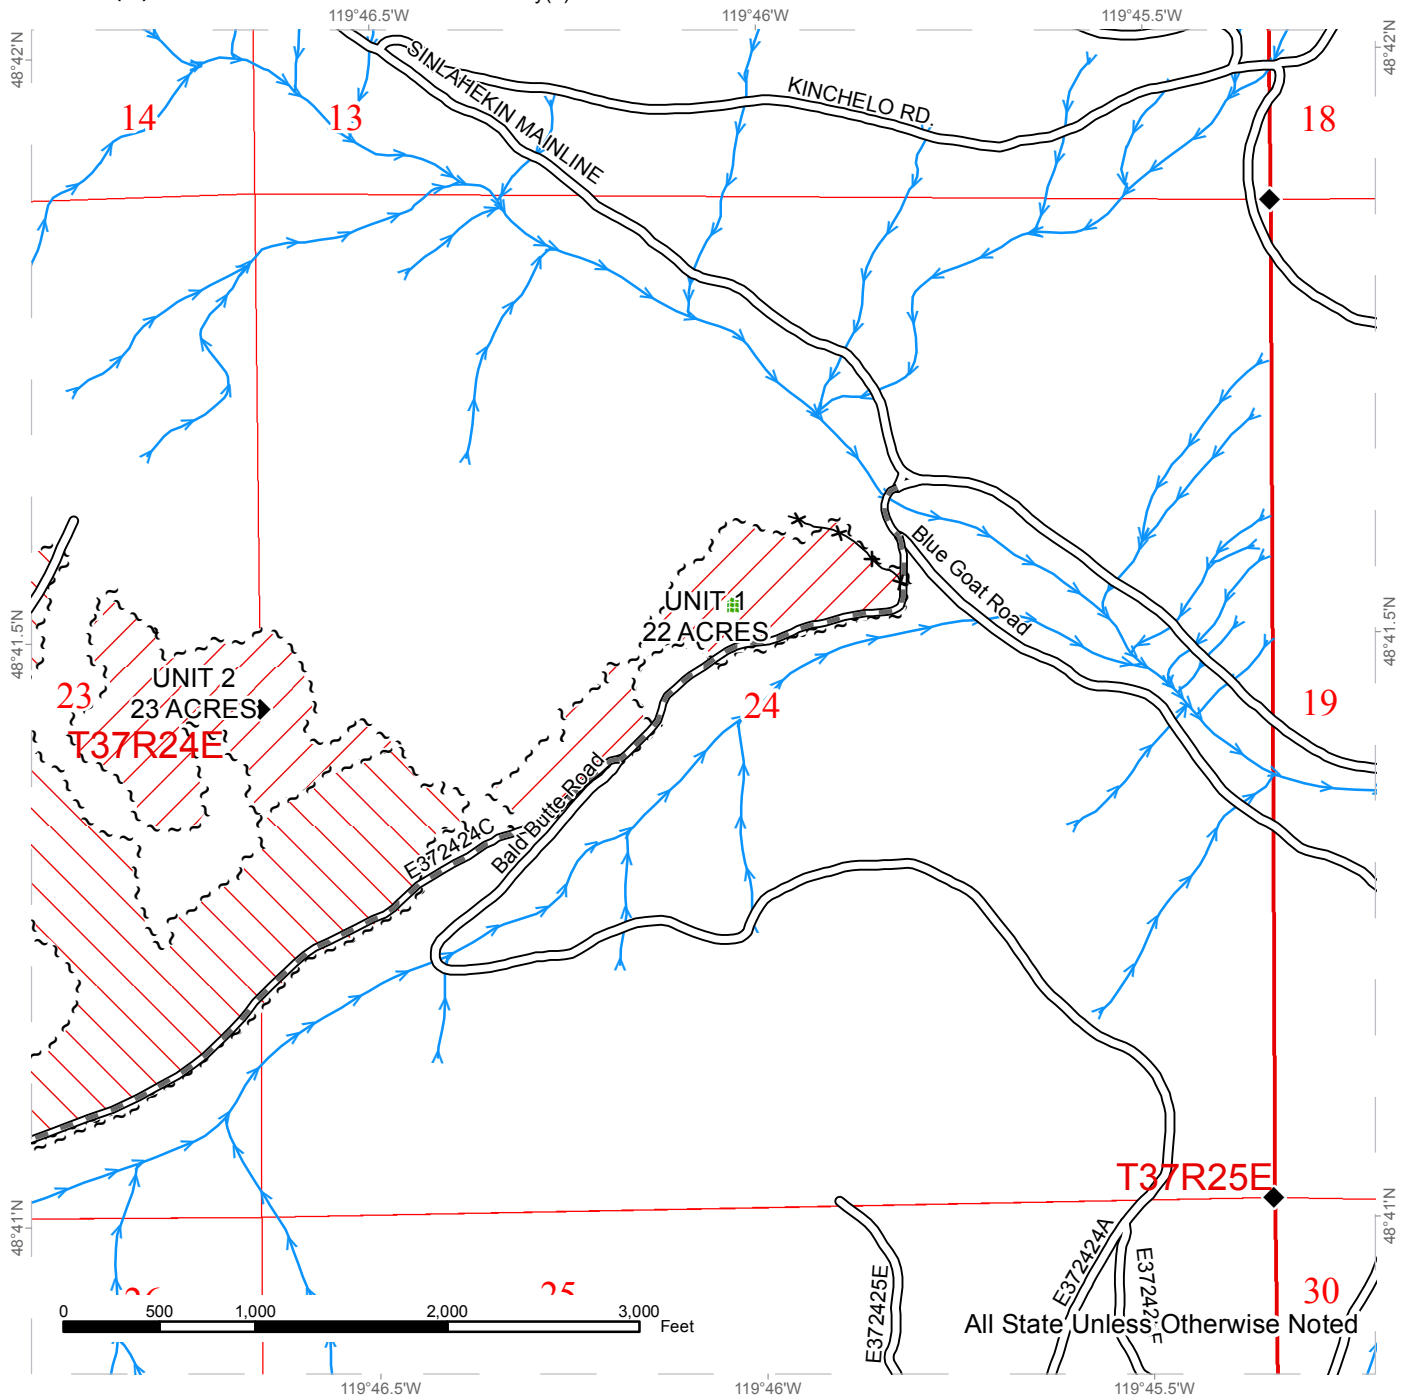 119°46.5'W
119°46'W
119°45.5'W
48°42'N
48°42'N
SINLAHEKIN MAINLINE
KINCHELO RD.
14
13
18
Blue Goat Road
UNIT 1
22 ACRES
48°41.5'N
48°41.5'N
UNIT 2
23 ACRES
23
24
19
T37R24E
Bald Butte Road
E372424C
T37R25E
48°41'N
48°41'N
E372424A
E372425E
25
30
0 500 1,000 2,000 3,000
Feet
All State Unless Otherwise Noted
119°46.5'W
119°46'W
119°45.5'W